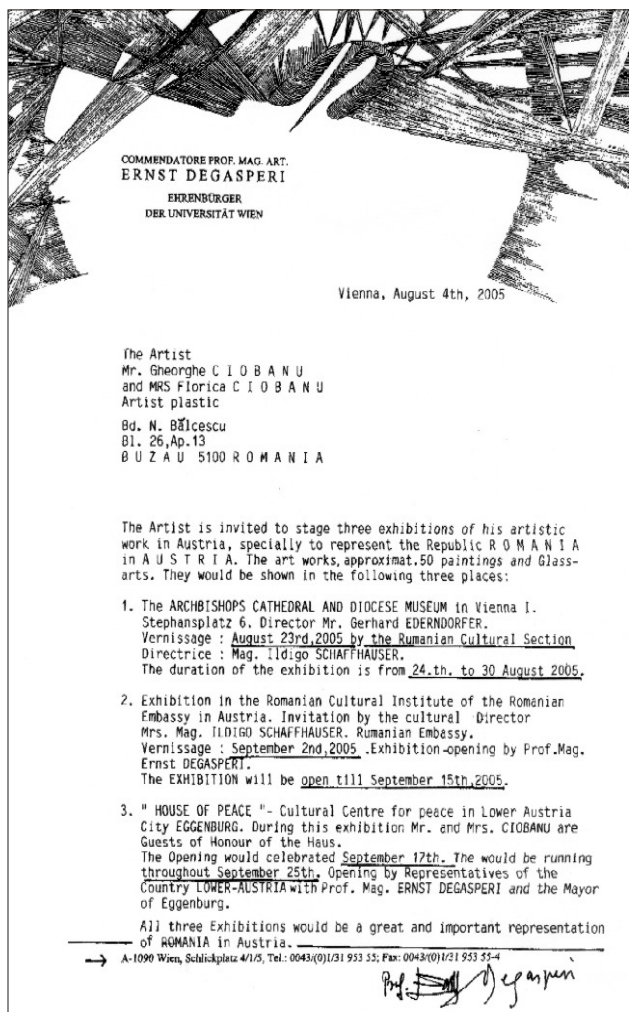 COMMENDATORE PROF. MAG. ART.
ERNST DEGASPERI
EHRENBÜRGER
DER UNIVERSITÄT WIEN
Vienna, August 4th, 2005
The Artist
Mr. Gheorghe C I O B A N U
and MRS Florica C I O B A N U
Artist plastic
Bd. N. Bălcescu
Bl. 26,Ap.13
B U Z A U 5100 R O M A N I A
The Artist is invited to stage three exhibitions of his artistic
work in Austria, specially to represent the Republic R O M A N I A
in A U S T R I A. The art works, approximat.50 paintings and Glass-
arts. They would be shown in the following three places:
1. The ARCHBISHOPS CATHEDRAL AND DIOCESE MUSEUM in Vienna I.
Stephansplatz 6. Director Mr. Gerhard EDERNDORFER.
Vernissage : August 23rd,2005 by the Rumanian Cultural Section
Directrice : Mag. Ildigo SCHAFFHAUSER.
The duration of the exhibition is from 24.th. to 30 August 2005.
2. Exhibition in the Romanian Cultural Institute of the Romanian
Embassy in Austria. Invitation by the cultural Director
Mrs. Mag. ILDIGO SCHAFFHAUSER. Rumanian Embassy.
Vernissage : September 2nd,2005 .Exhibition-opening by Prof.Mag.
Ernst DEGASPERI.
The EXHIBITION will be open till September 15th,2005.
3. " HOUSE OF PEACE "- Cultural Centre for peace in Lower Austria
City EGGENBURG. During this exhibition Mr. and Mrs. CIOBANU are
Guests of Honour of the Haus.
The Opening would celebrated September 17th. The would be running
throughout September 25th. Opening by Representatives of the
Country LOWER-AUSTRIA with Prof. Mag. ERNST DEGASPERI and the Mayor
of Eggenburg.
All three Exhibitions would be a great and important representation
of ROMANIA in Austria.
A-1090 Wien, Schlickplatz 4/1/5, Tel.: 0043/(0)1/31 953 55; Fax: 0043/(0)1/31 953 55-4
Prof. Degasperi